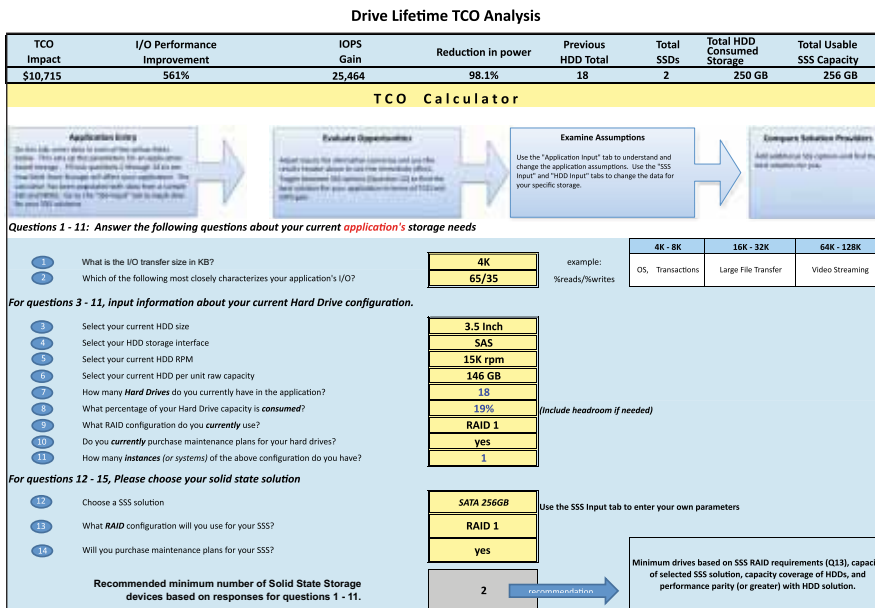 Drive Lifetime TCO Analysis
TCO Impact
I/O Performance Improvement
IOPS Gain
Reduction in power
Previous HDD Total
Total SSDs
Total HDD Consumed Storage
Total Usable SSS Capacity
$10,715
561%
25,464
98.1%
18
2
250 GB
256 GB
TCO Calculator
Application Entry
Evaluate Opportunities
Examine Assumptions
Use the "Application Input" tab to understand and
change the application assumptions. Use the "SSS
Input" and "HDD Input" tabs to change the data for
your specific storage.
Compare Solution Providers
Questions 1 - 11: Answer the following questions about your current application's storage needs
4K - 8K
16K - 32K
64K - 128K
1 What is the I/O transfer size in KB? 4K example:
OS, Transactions
Large File Transfer
Video Streaming
2 Which of the following most closely characterizes your application's I/O? 65/35 %reads/%writes
For questions 3 - 11, input information about your current Hard Drive configuration.
3 Select your current HDD size 3.5 Inch
4 Select your HDD storage interface SAS
5 Select your current HDD RPM 15K rpm
6 Select your current HDD per unit raw capacity 146 GB
7 How many Hard Drives do you currently have in the application? 18
8 What percentage of your Hard Drive capacity is consumed? 19% (Include headroom if needed)
9 What RAID configuration do you currently use? RAID 1
10 Do you currently purchase maintenance plans for your hard drives? yes
11 How many instances (or systems) of the above configuration do you have? 1
For questions 12 - 15, Please choose your solid state solution
12 Choose a SSS solution SATA 256GB Use the SSS Input tab to enter your own parameters
13 What RAID configuration will you use for your SSS? RAID 1
14 Will you purchase maintenance plans for your SSS? yes
Recommended minimum number of Solid State Storage
devices based on responses for questions 1 - 11.
2
recommendation
Minimum drives based on SSS RAID requirements (Q13), capaci
of selected SSS solution, capacity coverage of HDDs, and
performance parity (or greater) with HDD solution.